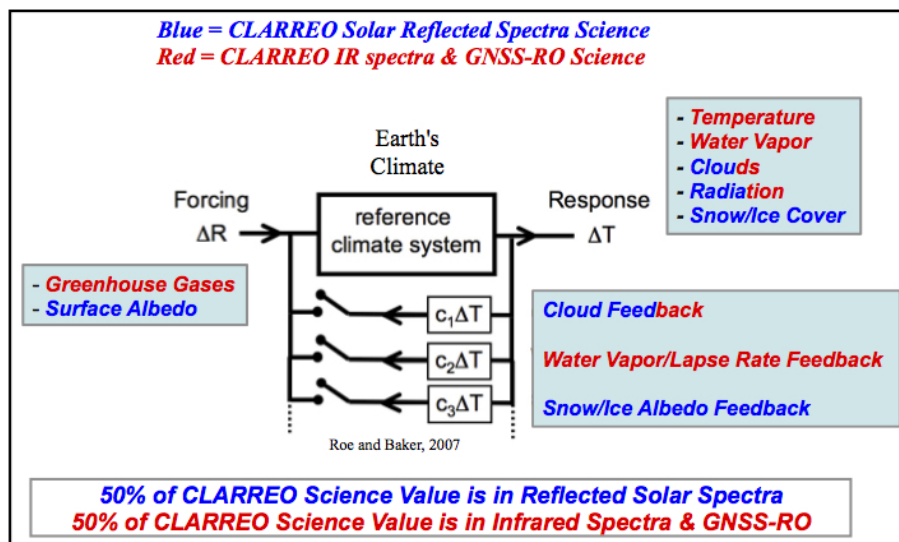 Blue = CLARREO Solar Reflected Spectra Science
Red = CLARREO IR spectra & GNSS-RO Science
- Temperature
- Water Vapor
- Clouds
- Radiation
- Snow/Ice Cover
Earth's
Climate
Forcing
ΔR
reference
climate system
Response
ΔT
- Greenhouse Gases
- Surface Albedo
c₁ΔT
c₂ΔT
c₃ΔT
Cloud Feedback
Water Vapor/Lapse Rate Feedback
Snow/Ice Albedo Feedback
Roe and Baker, 2007
50% of CLARREO Science Value is in Reflected Solar Spectra
50% of CLARREO Science Value is in Infrared Spectra & GNSS-RO